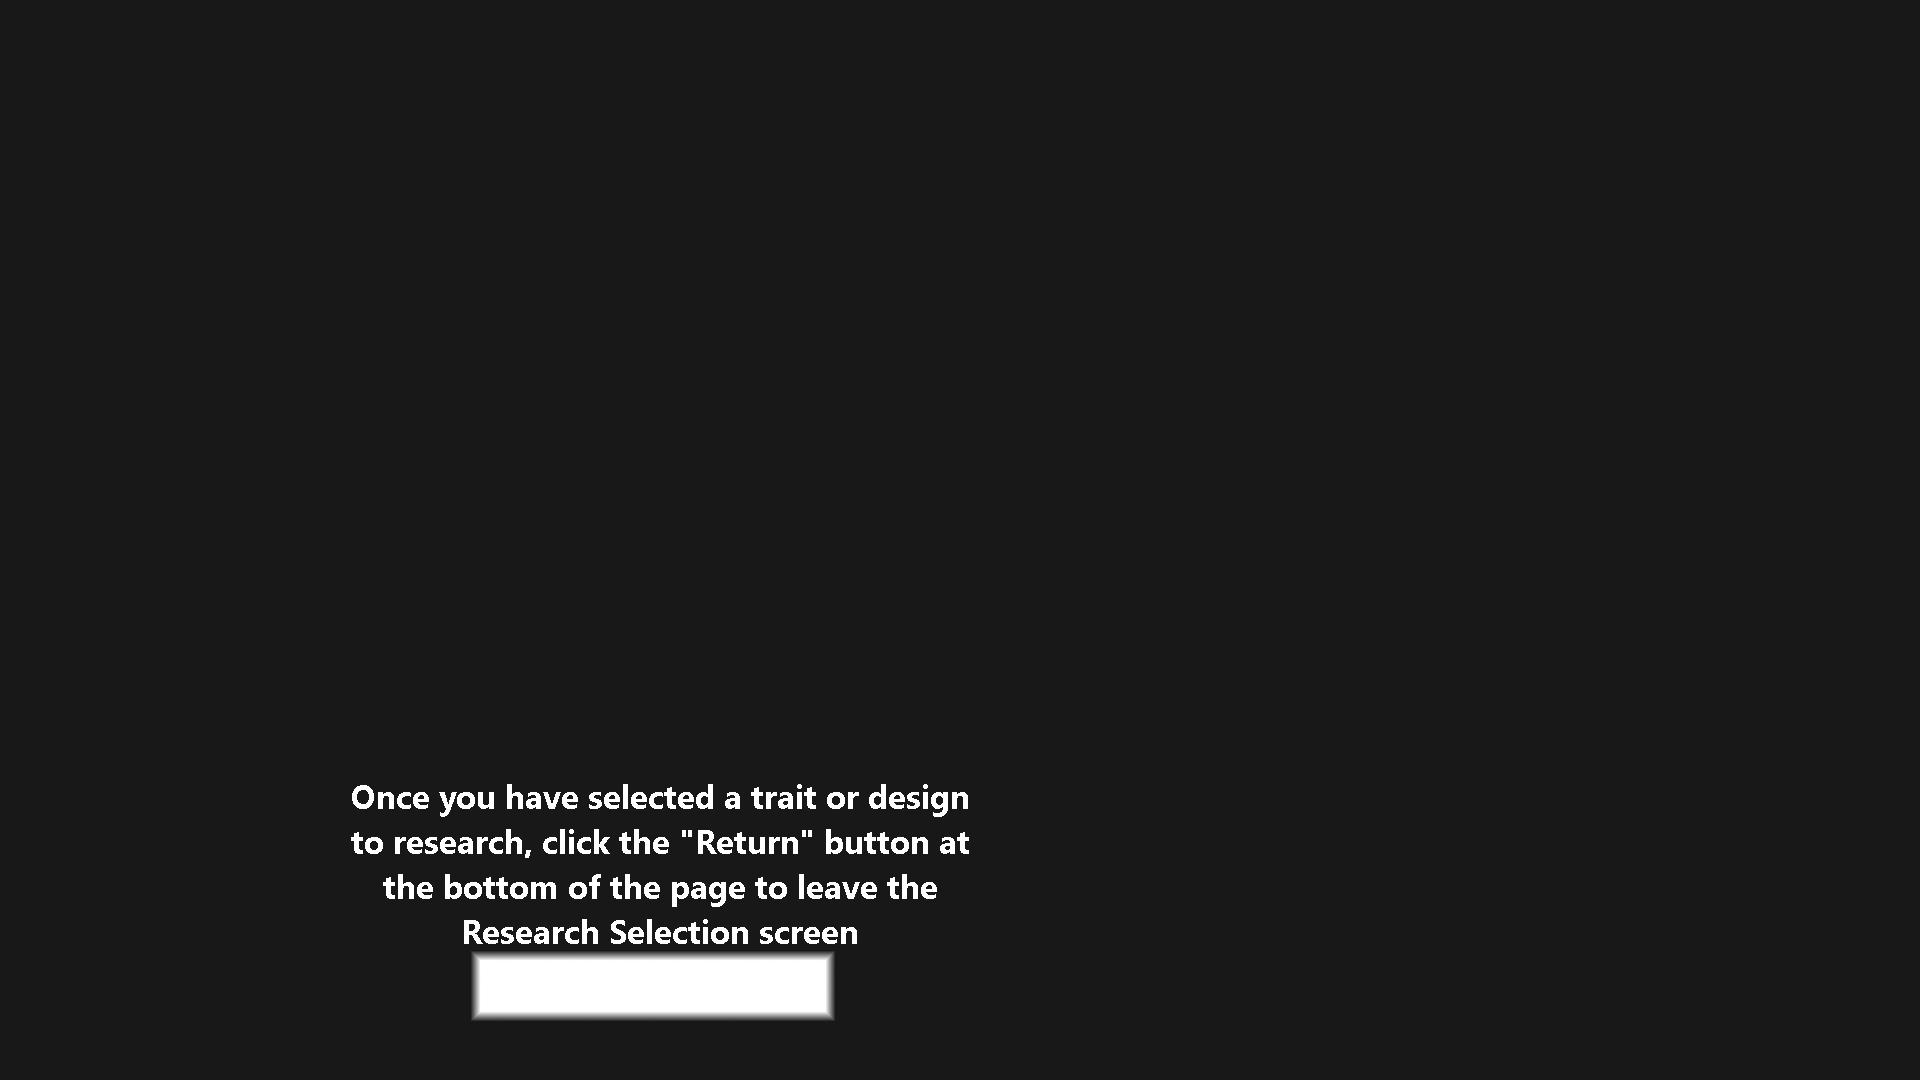 Once you have selected a trait or design
to research, click the "Return" button at
the bottom of the page to leave the
Research Selection screen